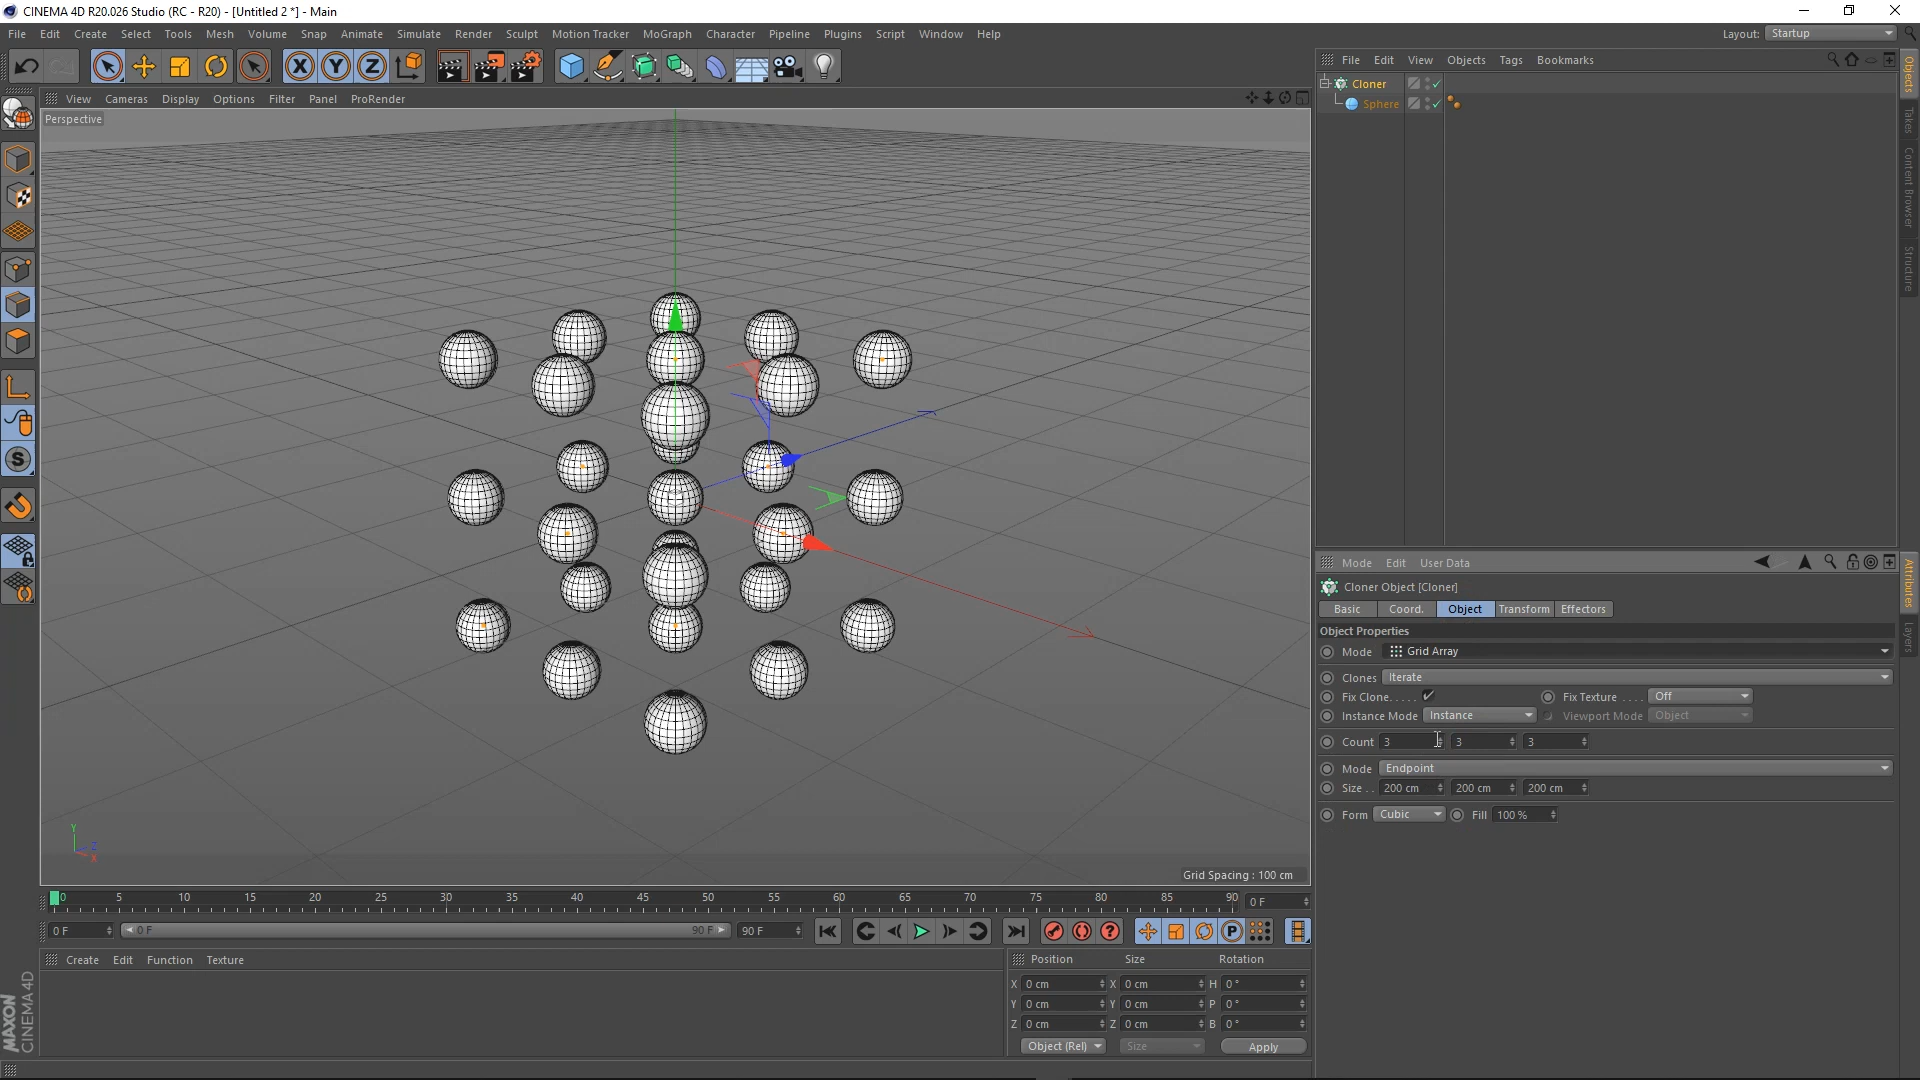 CINEMA 4D R20.026 Studio (RC - R20) - [Untitled 2 *] - Main
File Edit Create Select Tools Mesh Volume Snap Animate Simulate Render Sculpt Motion Tracker MoGraph Character Pipeline Plugins Script Window Help
Layout: Startup
X Y Z
View Cameras Display Options Filter Panel ProRender
Perspective
Grid Spacing : 100 cm
Y
Z
X
S
0 5 10 15 20 25 30 35 40 45 50 55 60 65 70 75 80 85 90
0 F
0 F
0 F 90 F
90 F
P
Create Edit Function Texture
MAXON
CINEMA 4D
Position Size Rotation
X 0 cm X 0 cm H 0 °
Y 0 cm Y 0 cm P 0 °
Z 0 cm Z 0 cm B 0 °
Object (Rel) Size Apply
File Edit View Objects Tags Bookmarks
Cloner
Sphere
Objects
Takes
Content Browser
Structure
Mode Edit User Data
Cloner Object [Cloner]
Basic Coord. Object Transform Effectors
Object Properties
Mode Grid Array
Clones Iterate
Fix Clone..... Fix Texture .... Off
Instance Mode Instance Viewport Mode Object
Count 3 3 3
Mode Endpoint
Size . . 200 cm 200 cm 200 cm
Form Cubic Fill 100 %
Attributes
Layers